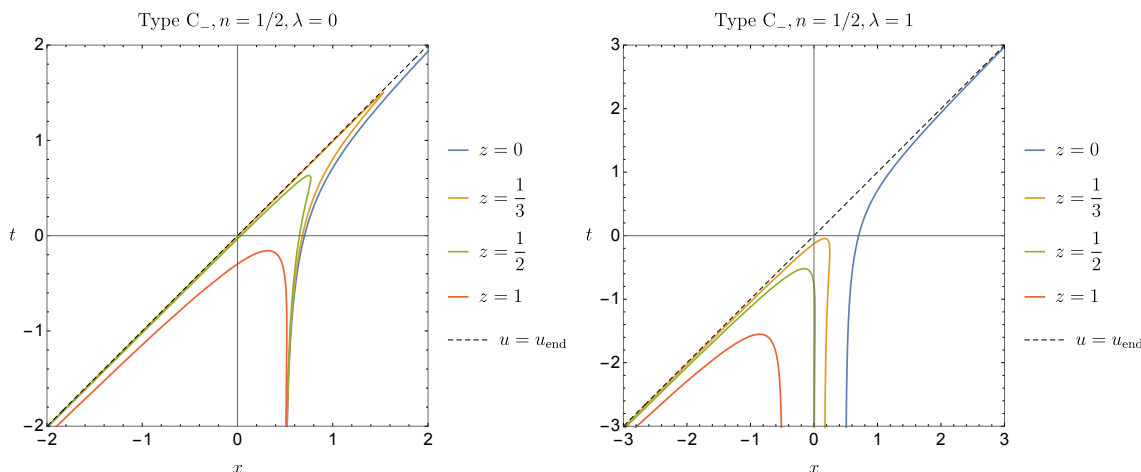 Type C₋, n = 1/2, λ = 0
2
1
t
0
−1
−2
−2
−1
0
1
2
x
z = 0
z = 1/3
z = 1/2
z = 1
u = u_end
Type C₋, n = 1/2, λ = 1
3
2
1
t
0
−1
−2
−3
−3
−2
−1
0
1
2
3
x
z = 0
z = 1/3
z = 1/2
z = 1
u = u_end